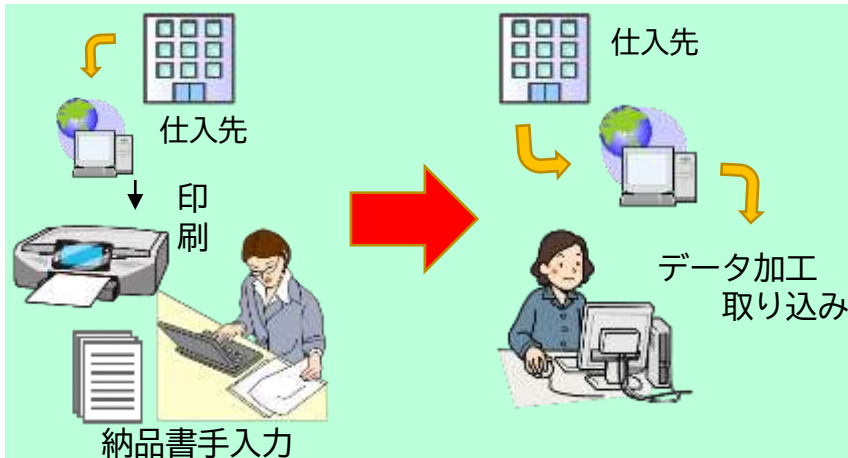 仕入先
印
刷
納品書手入力
仕入先
データ加工
取り込み